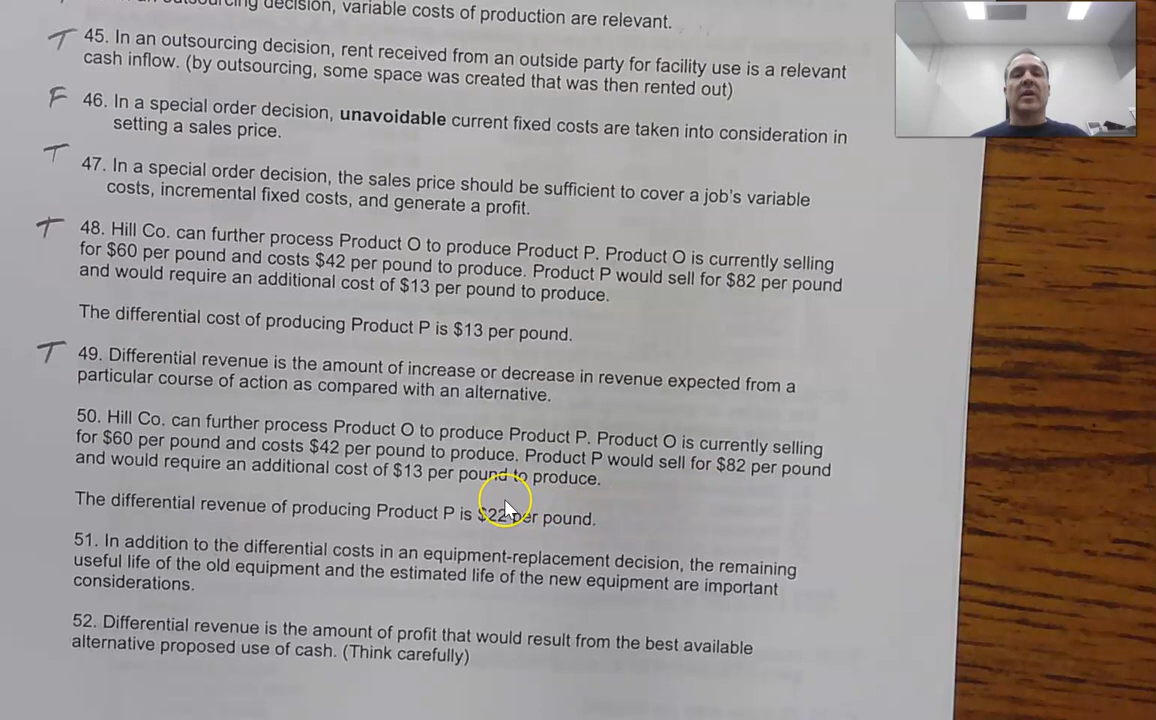 outsourcing decision, variable costs of production are relevant.
T 45. In an outsourcing decision, rent received from an outside party for facility use is a relevant
cash inflow. (by outsourcing, some space was created that was then rented out)
F 46. In a special order decision, unavoidable current fixed costs are taken into consideration in
setting a sales price.
T 47. In a special order decision, the sales price should be sufficient to cover a job's variable
costs, incremental fixed costs, and generate a profit.
T 48. Hill Co. can further process Product O to produce Product P. Product O is currently selling
for $60 per pound and costs $42 per pound to produce. Product P would sell for $82 per pound
and would require an additional cost of $13 per pound to produce.
The differential cost of producing Product P is $13 per pound.
T 49. Differential revenue is the amount of increase or decrease in revenue expected from a
particular course of action as compared with an alternative.
50. Hill Co. can further process Product O to produce Product P. Product O is currently selling
for $60 per pound and costs $42 per pound to produce. Product P would sell for $82 per pound
and would require an additional cost of $13 per pound to produce.
The differential revenue of producing Product P is $22 per pound.
51. In addition to the differential costs in an equipment-replacement decision, the remaining
useful life of the old equipment and the estimated life of the new equipment are important
considerations.
52. Differential revenue is the amount of profit that would result from the best available
alternative proposed use of cash. (Think carefully)